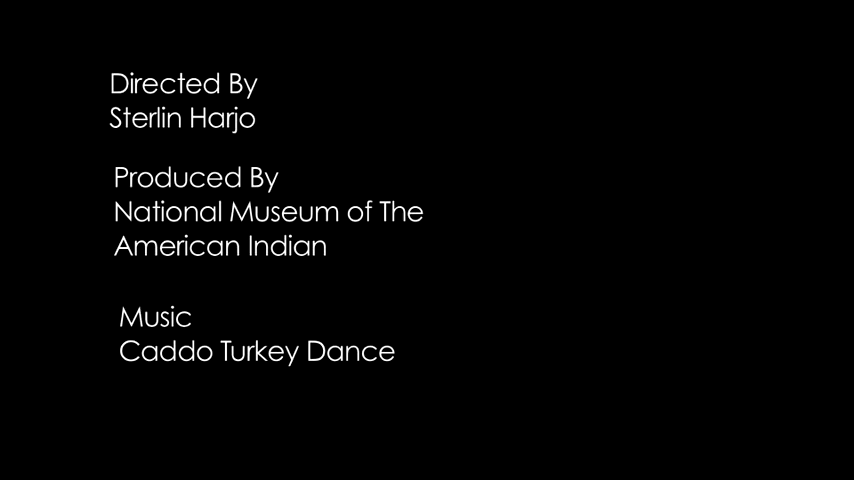 Directed By
Sterlin Harjo
Produced By
National Museum of The
American Indian
Music
Caddo Turkey Dance